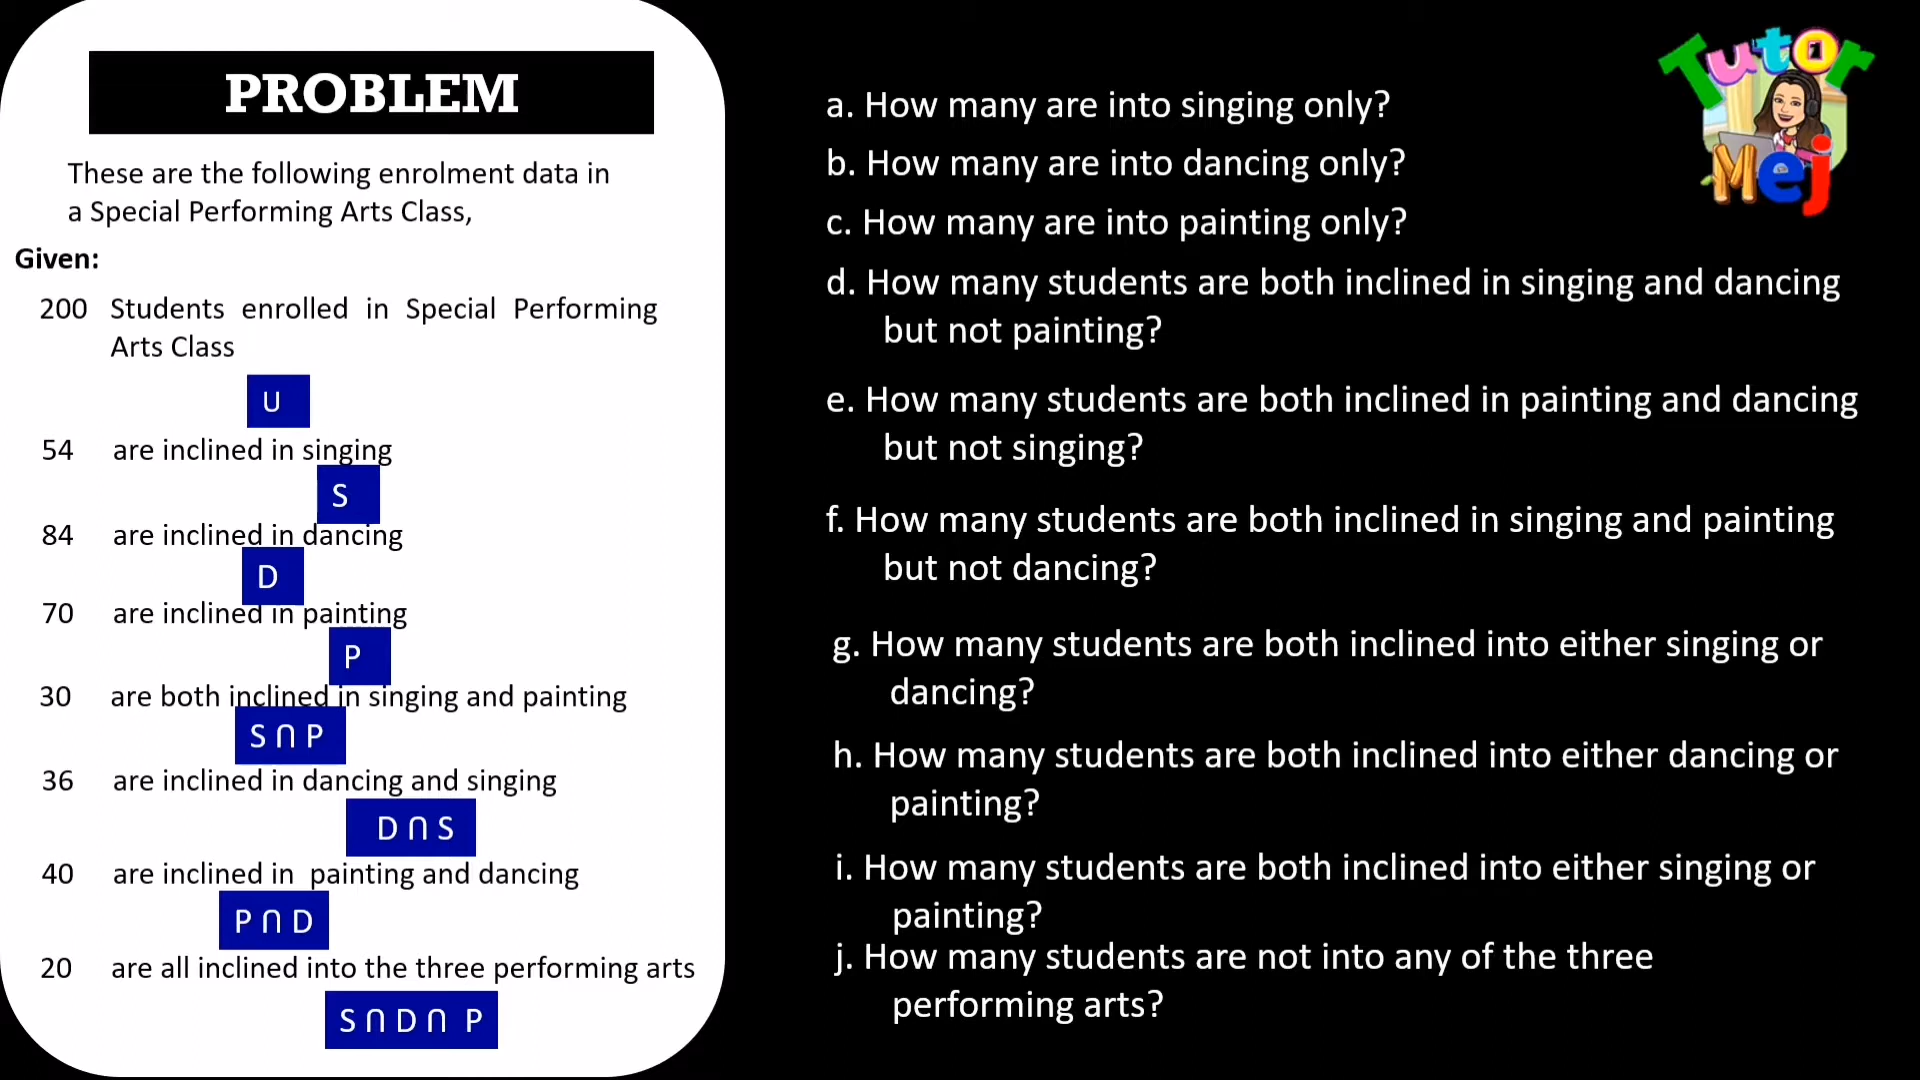 PROBLEM
These are the following enrolment data in
a Special Performing Arts Class,
Given:
200 Students enrolled in Special Performing
Arts Class
U
54 are inclined in singing
S
84 are inclined in dancing
D
70 are inclined in painting
P
30 are both inclined in singing and painting
S ∩ P
36 are inclined in dancing and singing
D ∩ S
40 are inclined in painting and dancing
P ∩ D
20 are all inclined into the three performing arts
S ∩ D ∩ P
a. How many are into singing only?
b. How many are into dancing only?
c. How many are into painting only?
d. How many students are both inclined in singing and dancing
but not painting?
e. How many students are both inclined in painting and dancing
but not singing?
f. How many students are both inclined in singing and painting
but not dancing?
g. How many students are both inclined into either singing or
dancing?
h. How many students are both inclined into either dancing or
painting?
i. How many students are both inclined into either singing or
painting?
j. How many students are not into any of the three
performing arts?
Tutor
Mej